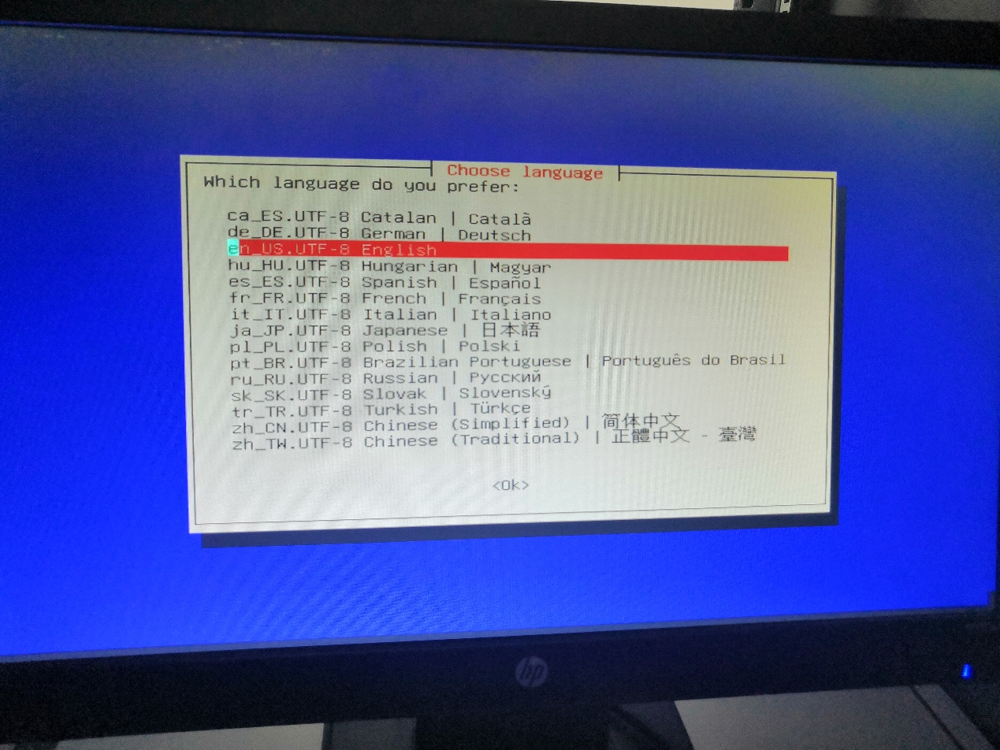 Choose language
Which language do you prefer:
ca_ES.UTF-8 Catalan | Català
de_DE.UTF-8 German | Deutsch
en_US.UTF-8 English
hu_HU.UTF-8 Hungarian | Magyar
es_ES.UTF-8 Spanish | Español
fr_FR.UTF-8 French | Français
it_IT.UTF-8 Italian | Italiano
ja_JP.UTF-8 Japanese | 日本語
pl_PL.UTF-8 Polish | Polski
pt_BR.UTF-8 Brazilian Portuguese | Português do Brasil
ru_RU.UTF-8 Russian | Русский
sk_SK.UTF-8 Slovak | Slovenský
tr_TR.UTF-8 Turkish | Türkçe
zh_CN.UTF-8 Chinese (Simplified) | 简体中文
zh_TW.UTF-8 Chinese (Traditional) | 正體中文 - 臺灣
<Ok>
hp